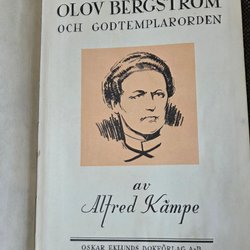 OLOV BERGSTRÖM
OCH GODTEMPLARORDEN
av
Alfred Kämpe
OSKAR EKLUNDS BOKFÖRLAG A-B